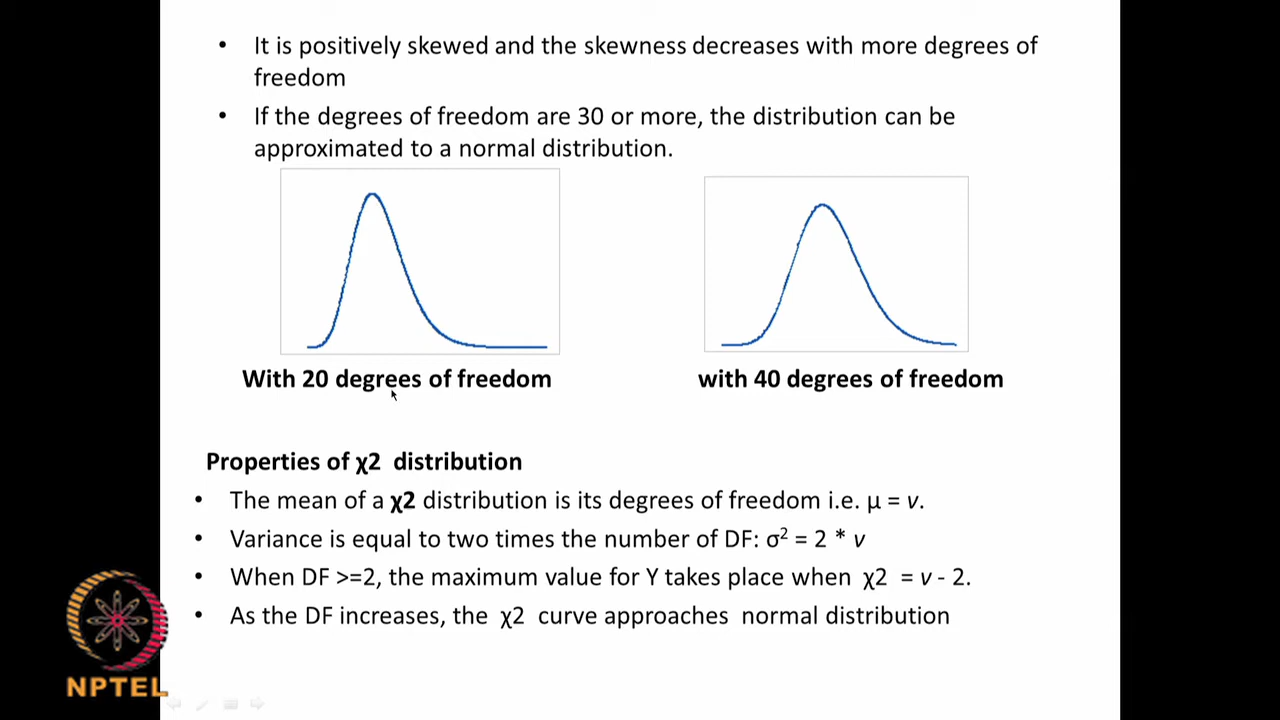 • It is positively skewed and the skewness decreases with more degrees of
freedom
• If the degrees of freedom are 30 or more, the distribution can be
approximated to a normal distribution.
With 20 degrees of freedom
with 40 degrees of freedom
Properties of χ2 distribution
• The mean of a χ2 distribution is its degrees of freedom i.e. μ = v.
• Variance is equal to two times the number of DF: σ² = 2 * v
• When DF >=2, the maximum value for Y takes place when χ2 = v - 2.
• As the DF increases, the χ2 curve approaches normal distribution
NPTEL